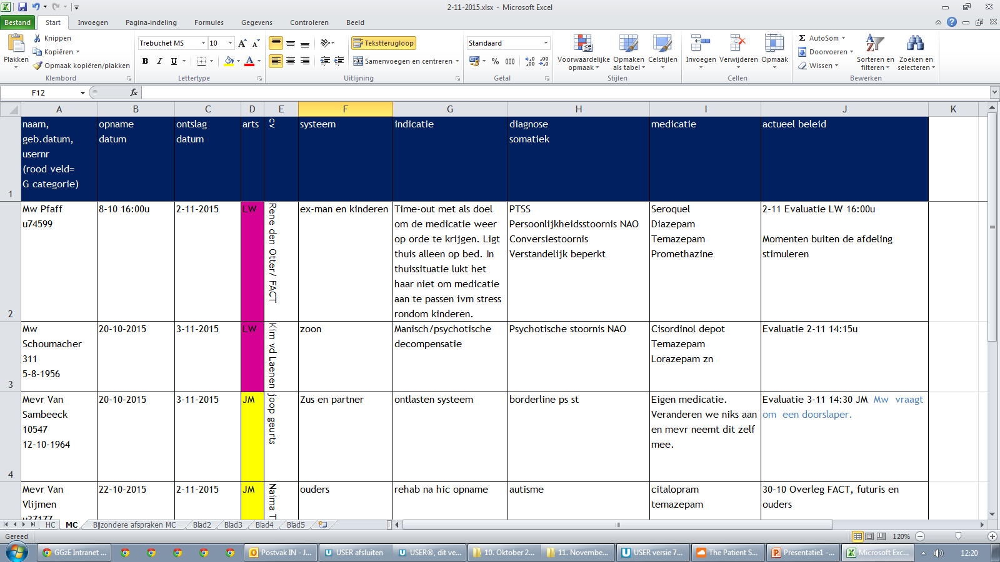 2-11-2015.xlsx - Microsoft Excel
Bestand Start Invoegen Pagina-indeling Formules Gegevens Controleren Beeld
Plakken
Knippen
Kopiëren
Opmaak kopiëren/plakken
Klembord
Trebuchet MS 10
B I U
Lettertype
Tekstterugloop
Samenvoegen en centreren
Uitlijning
Standaard
% 000
Getal
Voorwaardelijke opmaak
Opmaken als tabel
Celstijlen
Stijlen
Invoegen Verwijderen Opmaak
Cellen
Σ AutoSom
Doorvoeren
Wissen
Sorteren en filteren
Zoeken en selecteren
Bewerken
F12 fx
A B C D E F G H I J K
1
naam,
geb.datum,
usernr
(rood veld=
G categorie)
opname
datum
ontslag
datum
arts
cv
systeem
indicatie
diagnose
somatiek
medicatie
actueel beleid
2
Mw Pfaff
u74599
8-10 16:00u
2-11-2015
LW
Rene den Otter/ FACT
ex-man en kinderen
Time-out met als doel
om de medicatie weer
op orde te krijgen. Ligt
thuis alleen op bed. In
thuissituatie lukt het
haar niet om medicatie
aan te passen ivm stress
rondom kinderen.
PTSS
Persoonlijkheidsstoornis NAO
Conversiestoornis
Verstandelijk beperkt
Seroquel
Diazepam
Temazepam
Promethazine
2-11 Evaluatie LW 16:00u
Momenten buiten de afdeling
stimuleren
3
Mw
Schoumacher
311
5-8-1956
20-10-2015
3-11-2015
LW
Kim vd Laenen
zoon
Manisch/psychotische
decompensatie
Psychotische stoornis NAO
Cisordinol depot
Temazepam
Lorazepam zn
Evaluatie 2-11 14:15u
4
Mevr Van
Sambeeck
10547
12-10-1964
20-10-2015
3-11-2015
JM
joop geurts
Zus en partner
ontlasten systeem
borderline ps st
Eigen medicatie.
Veranderen we niks aan
en mevr neemt dit zelf
mee.
Evaluatie 3-11 14:30 JM Mw vraagt
om een doorslaper.
Mevr Van
Vlijmen
u37177
22-10-2015
2-11-2015
JM
Naima T
ouders
rehab na hic opname
autisme
citalopram
temazepam
30-10 Overleg FACT, futuris en
ouders
HC MC Bijzondere afspraken MC Blad2 Blad3 Blad4 Blad5
Gereed 120%
GGzE Intranet ... Postvak IN - J... USER afsluiten USER®, dit ve... 10. Oktober 2... 11. Novembe... USER versie 7... The Patient S... Presentatie1 -... Microsoft Exc... 12:20